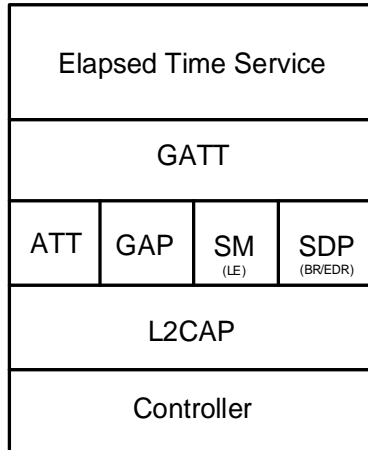 Elapsed Time Service
GATT
ATT GAP SM SDP
(LE) (BR/EDR)
L2CAP
Controller